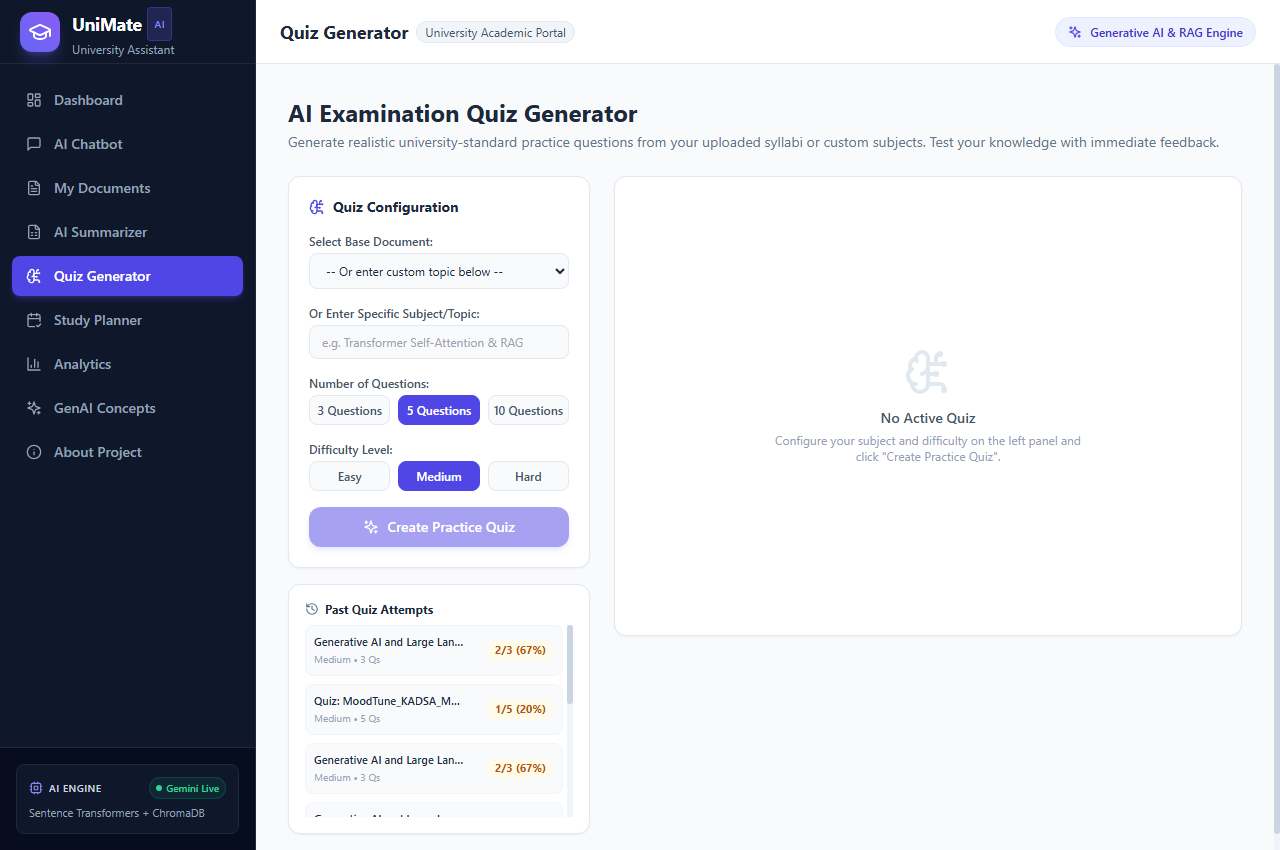 UniMate AI
University Assistant
Dashboard
AI Chatbot
My Documents
AI Summarizer
Quiz Generator
Study Planner
Analytics
GenAI Concepts
About Project
AI ENGINE
Gemini Live
Sentence Transformers + ChromaDB
Quiz Generator
University Academic Portal
Generative AI & RAG Engine
AI Examination Quiz Generator
Generate realistic university-standard practice questions from your uploaded syllabi or custom subjects. Test your knowledge with immediate feedback.
Quiz Configuration
Select Base Document:
-- Or enter custom topic below --
Or Enter Specific Subject/Topic:
e.g. Transformer Self-Attention & RAG
Number of Questions:
3 Questions
5 Questions
10 Questions
Difficulty Level:
Easy
Medium
Hard
Create Practice Quiz
Past Quiz Attempts
Generative AI and Large Lan...
Medium • 3 Qs
2/3 (67%)
Quiz: MoodTune_KADSA_M...
Medium • 5 Qs
1/5 (20%)
Generative AI and Large Lan...
Medium • 3 Qs
2/3 (67%)
No Active Quiz
Configure your subject and difficulty on the left panel and
click "Create Practice Quiz".